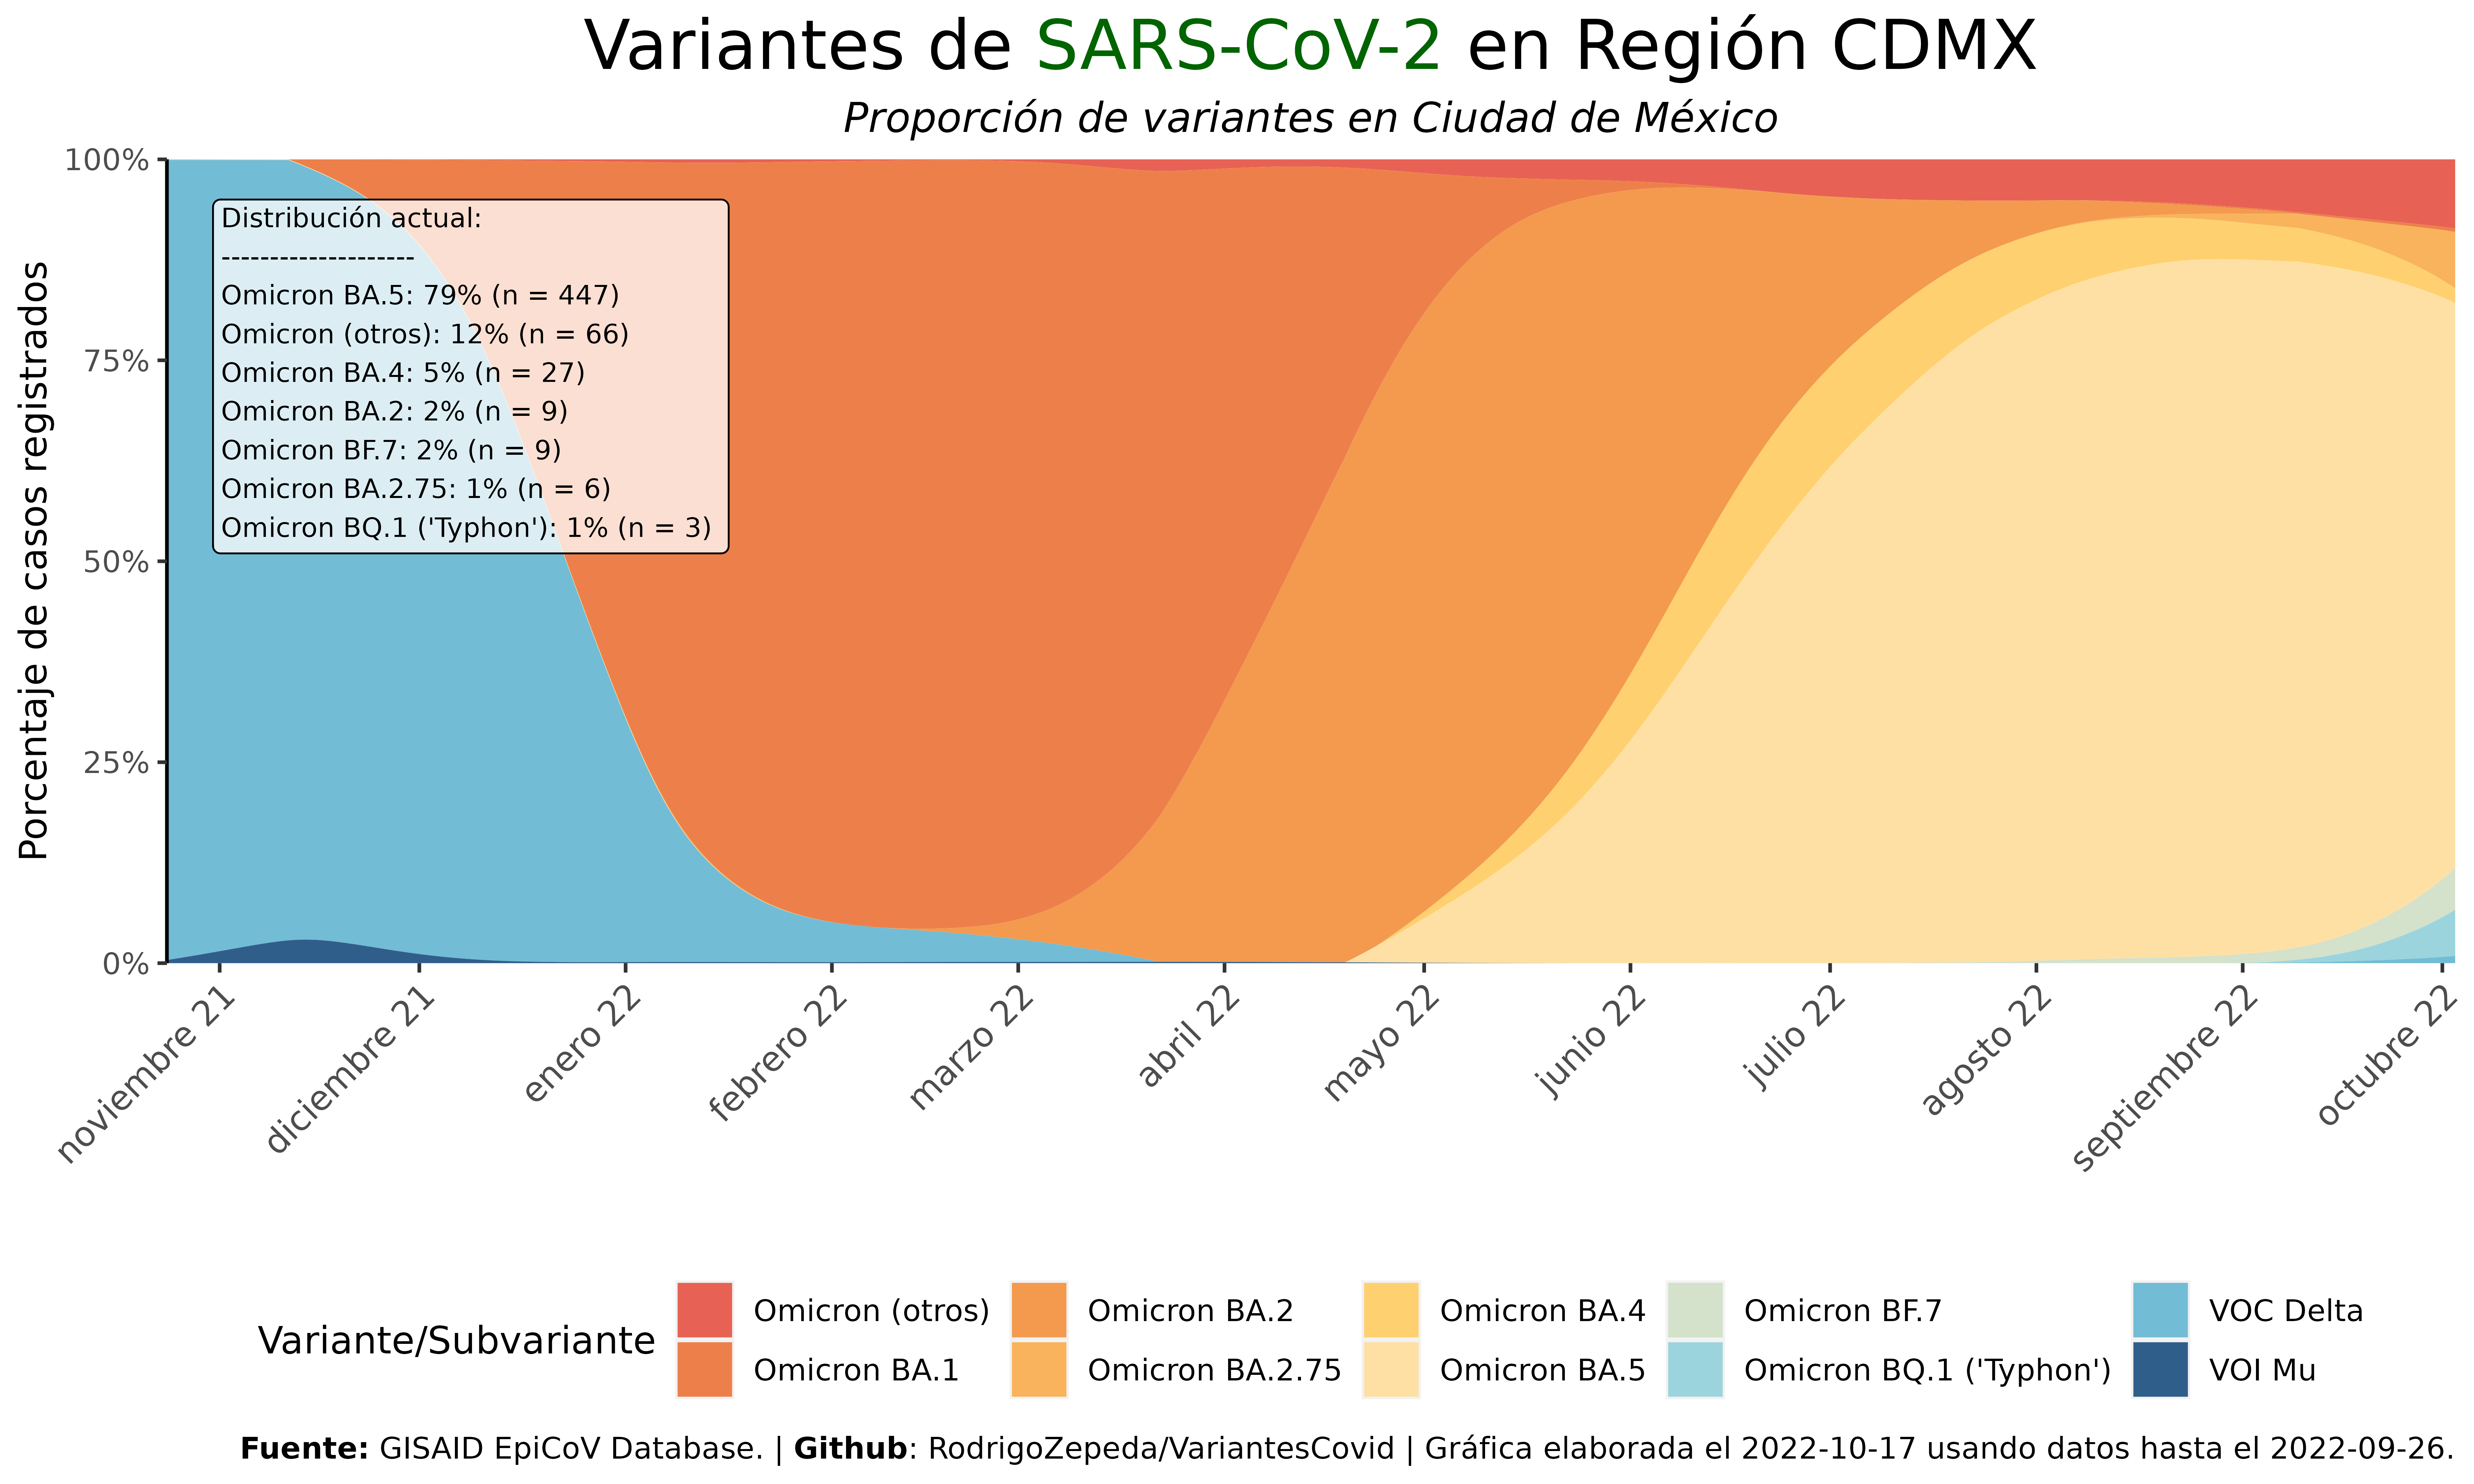 Variantes de SARS-CoV-2 en Región CDMX
Proporción de variantes en Ciudad de México
Porcentaje de casos registrados
100%
75%
50%
25%
0%
Distribución actual:
--------------------
Omicron BA.5: 79% (n = 447)
Omicron (otros): 12% (n = 66)
Omicron BA.4: 5% (n = 27)
Omicron BA.2: 2% (n = 9)
Omicron BF.7: 2% (n = 9)
Omicron BA.2.75: 1% (n = 6)
Omicron BQ.1 ('Typhon'): 1% (n = 3)
noviembre 21
diciembre 21
enero 22
febrero 22
marzo 22
abril 22
mayo 22
junio 22
julio 22
agosto 22
septiembre 22
octubre 22
Variante/Subvariante
Omicron (otros)
Omicron BA.1
Omicron BA.2
Omicron BA.2.75
Omicron BA.4
Omicron BA.5
Omicron BF.7
Omicron BQ.1 ('Typhon')
VOC Delta
VOI Mu
Fuente: GISAID EpiCoV Database. | Github: RodrigoZepeda/VariantesCovid | Gráfica elaborada el 2022-10-17 usando datos hasta el 2022-09-26.